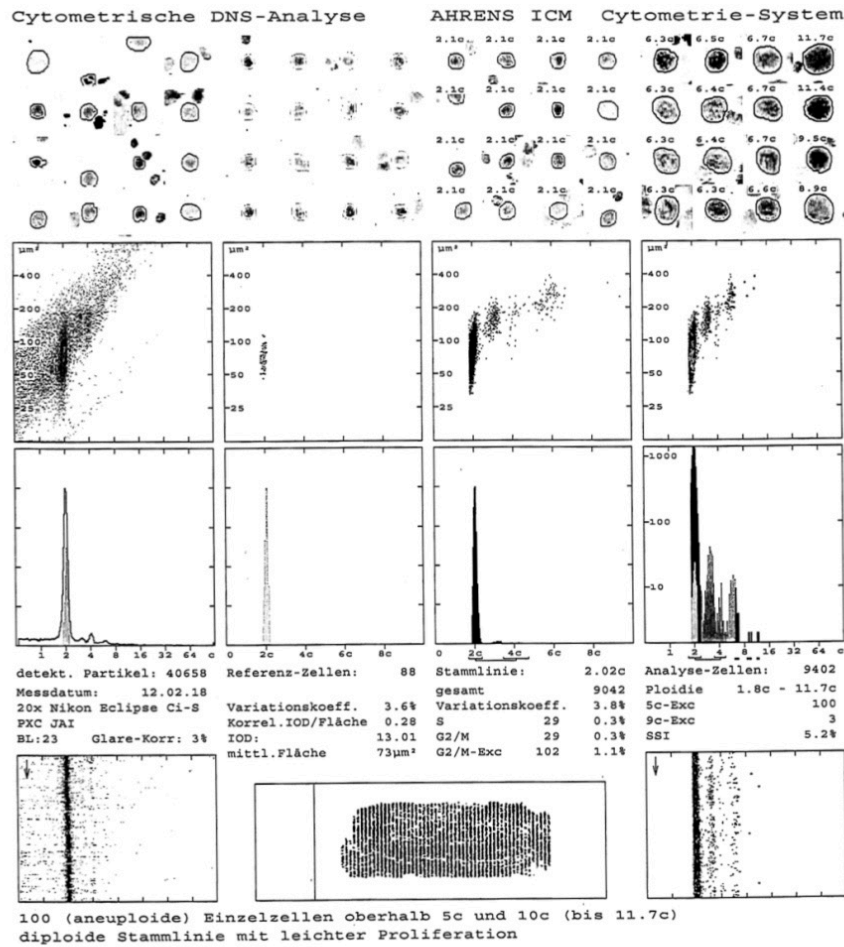 Cytometrische DNS-Analyse AHRENS ICM Cytometrie-System
2.1c 2.1c 2.1c 2.1c 6.3c 6.5c 6.7c 11.7c
2.1c 2.1c 2.1c 6.3c 6.4c 6.7c 11.4c
2.1c 2.1c 2.1c 2.1c 6.3c 6.4c 6.7c 9.5c
2.1c 2.1c 2.1c 2.1c 6.3c 6.3c 6.6c 8.9c
µm² µm² µm² µm²
400 400 400 400
200 200 200 200
100 100 100 100
50 50 50 50
25 25 25 25
1000
100
10
1 2 4 8 16 32 64 c 2c 4c 6c 8c 2c 4c 6c 8c 1 2 4 8 16 32 64 c
detekt. Partikel: 40658
Messdatum: 12.02.18
20x Nikon Eclipse Ci-S
PXC JAI
BL:23 Glare-Korr: 3%
Referenz-Zellen: 88
Variationskoeff. 3.6%
Korrel.IOD/Fläche 0.28
IOD: 13.01
mittl.Fläche 73µm²
Stammlinie: 2.02c
gesamt 9042
Variationskoeff. 3.8%
S 29 0.3%
G2/M 29 0.3%
G2/M-Exc 102 1.1%
Analyse-Zellen: 9402
Ploidie 1.8c - 11.7c
5c-Exc 100
9c-Exc 3
SSI 5.2%
100 (aneuploide) Einzelzellen oberhalb 5c und 10c (bis 11.7c)
diploide Stammlinie mit leichter Proliferation